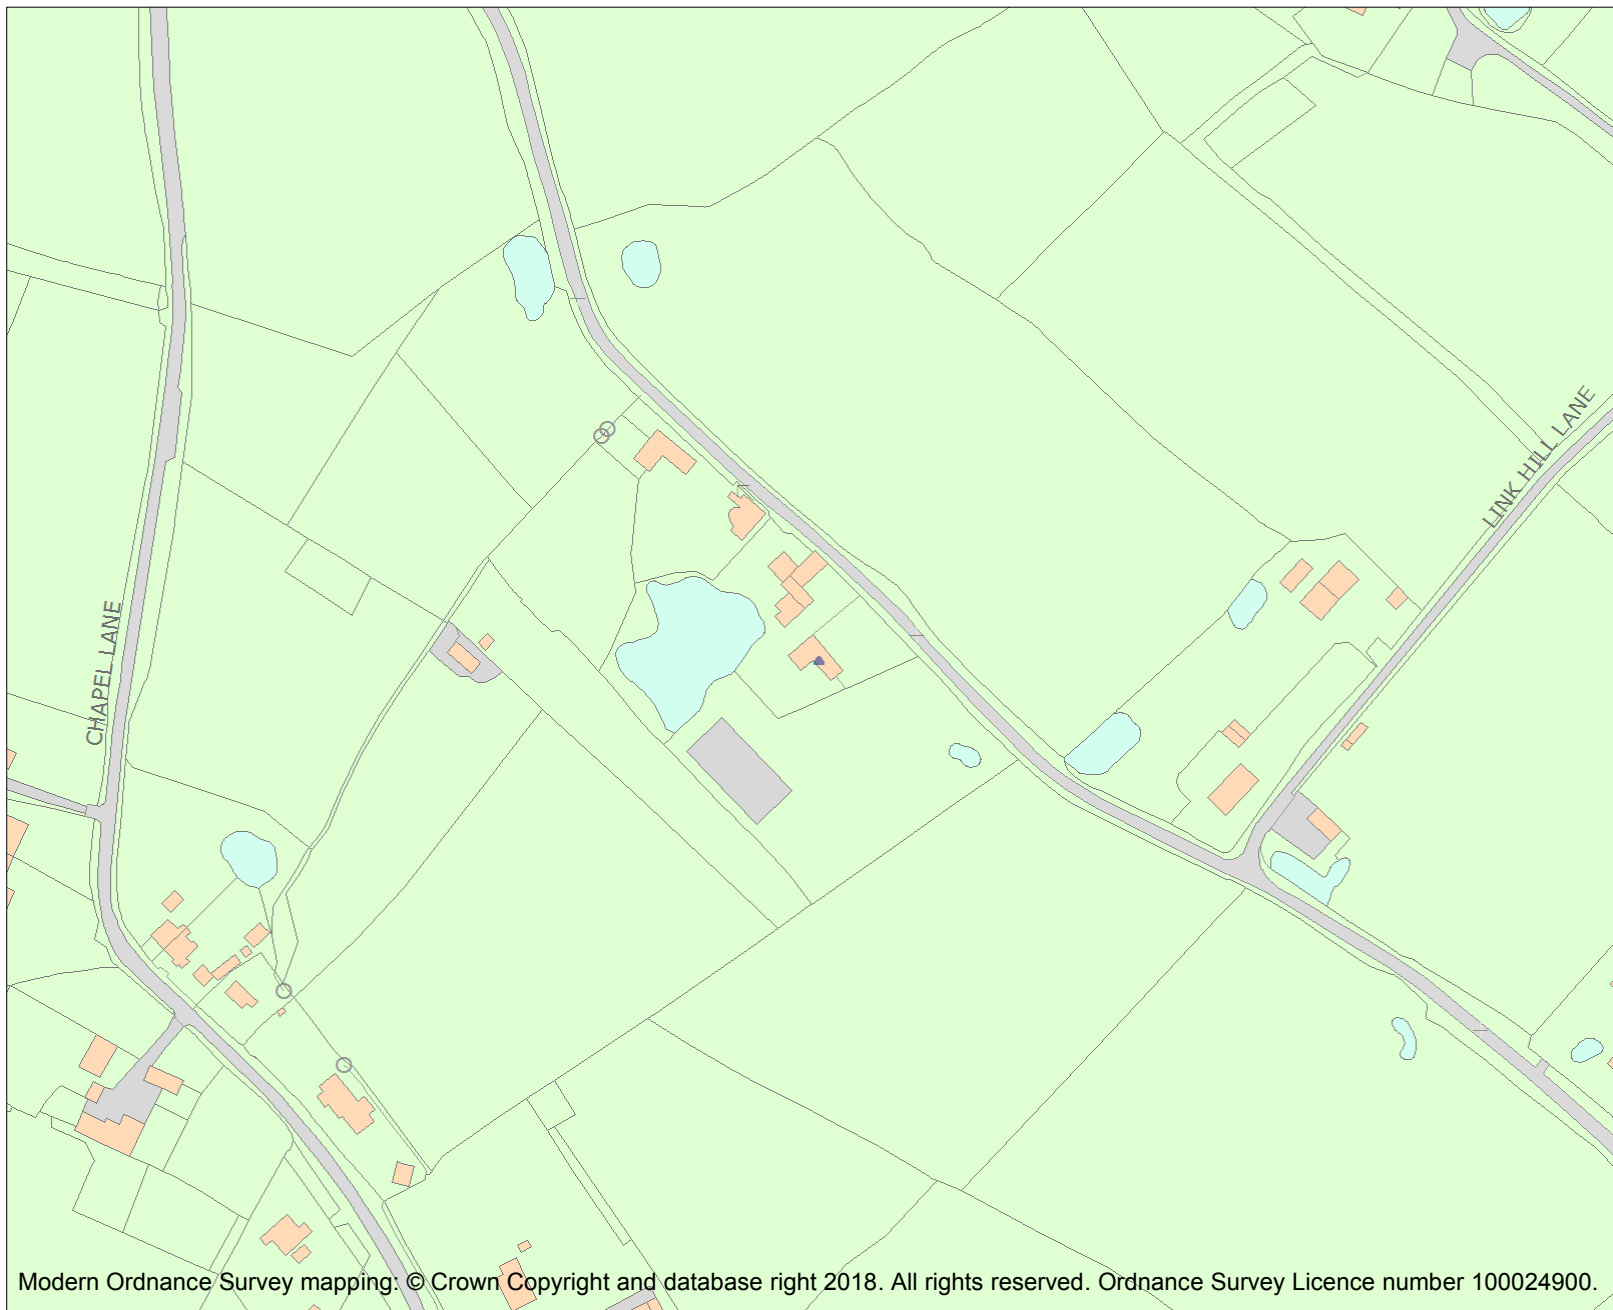 LINK HILL LANE
CHAPEL LANE
Modern Ordnance Survey mapping: © Crown Copyright and database right 2018. All rights reserved. Ordnance Survey Licence number 100024900.